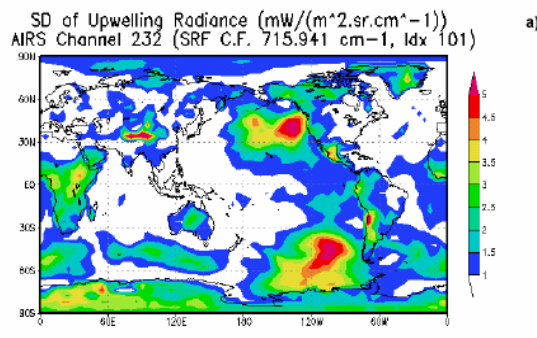 SD of Upwelling Radiance (mW/(m^2.sr.cm^-1))
a)
AIRS Channel 232 (SRF C.F. 715.941 cm-1, Idx 101)
90N
60N
30N
EQ
30S
60S
90S
0 60E 120E 180 120W 60W 0
5
4.5
4
3.5
3
2.5
2
1.5
1